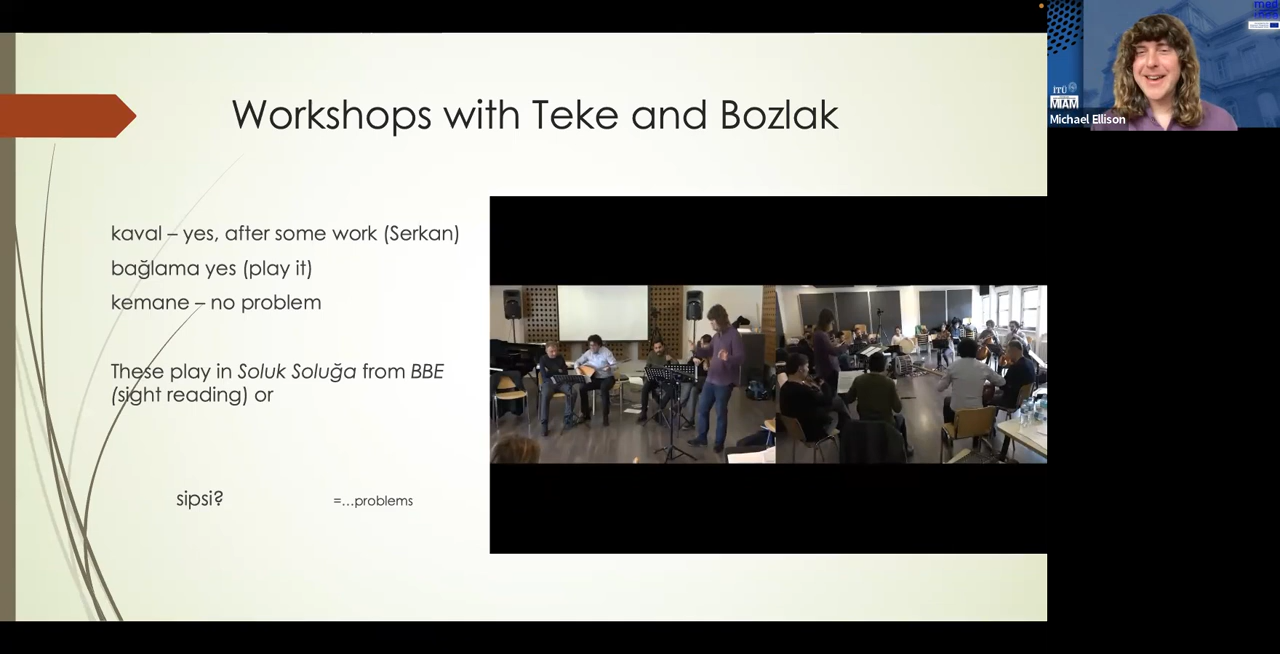 Workshops with Teke and Bozlak
kaval – yes, after some work (Serkan)
bağlama yes (play it)
kemane – no problem
These play in Soluk Soluğa from BBE
(sight reading) or
sipsi?
=...problems
İTÜ
MIAM
Michael Ellison